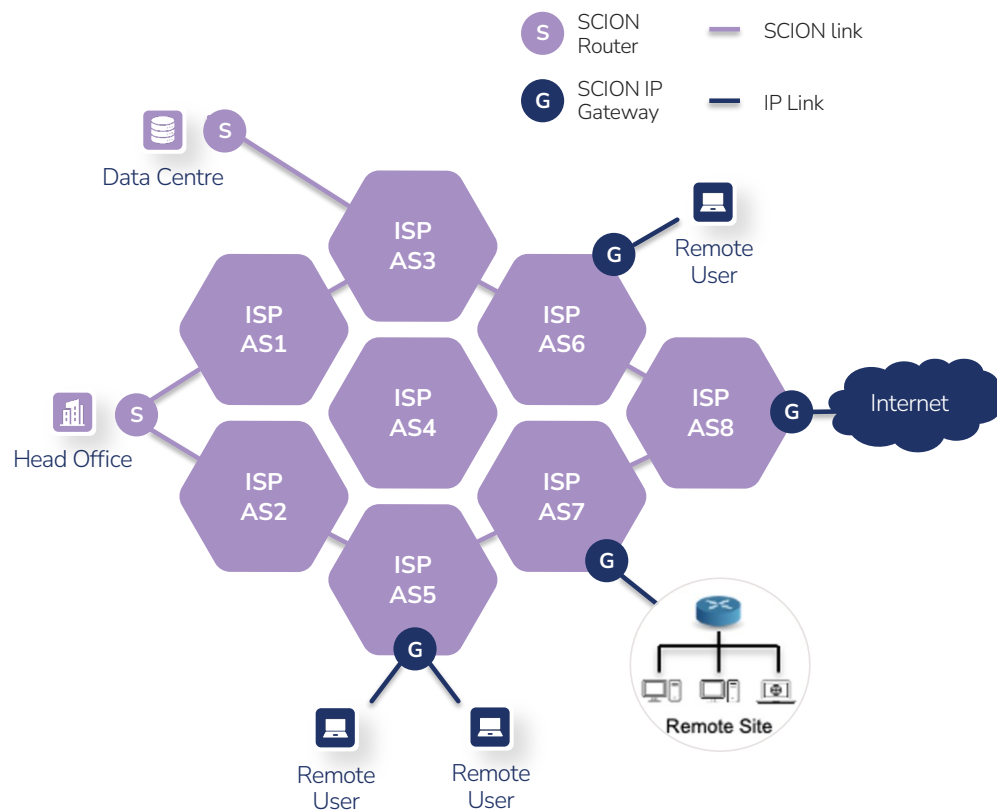 S
SCION
Router
SCION link
G
SCION IP
Gateway
IP Link
S
Data Centre
ISP
AS3
G
Remote
User
ISP
AS1
ISP
AS6
S
Head Office
ISP
AS4
ISP
AS8
G
Internet
ISP
AS2
ISP
AS7
G
ISP
AS5
G
Remote Site
Remote
User
Remote
User